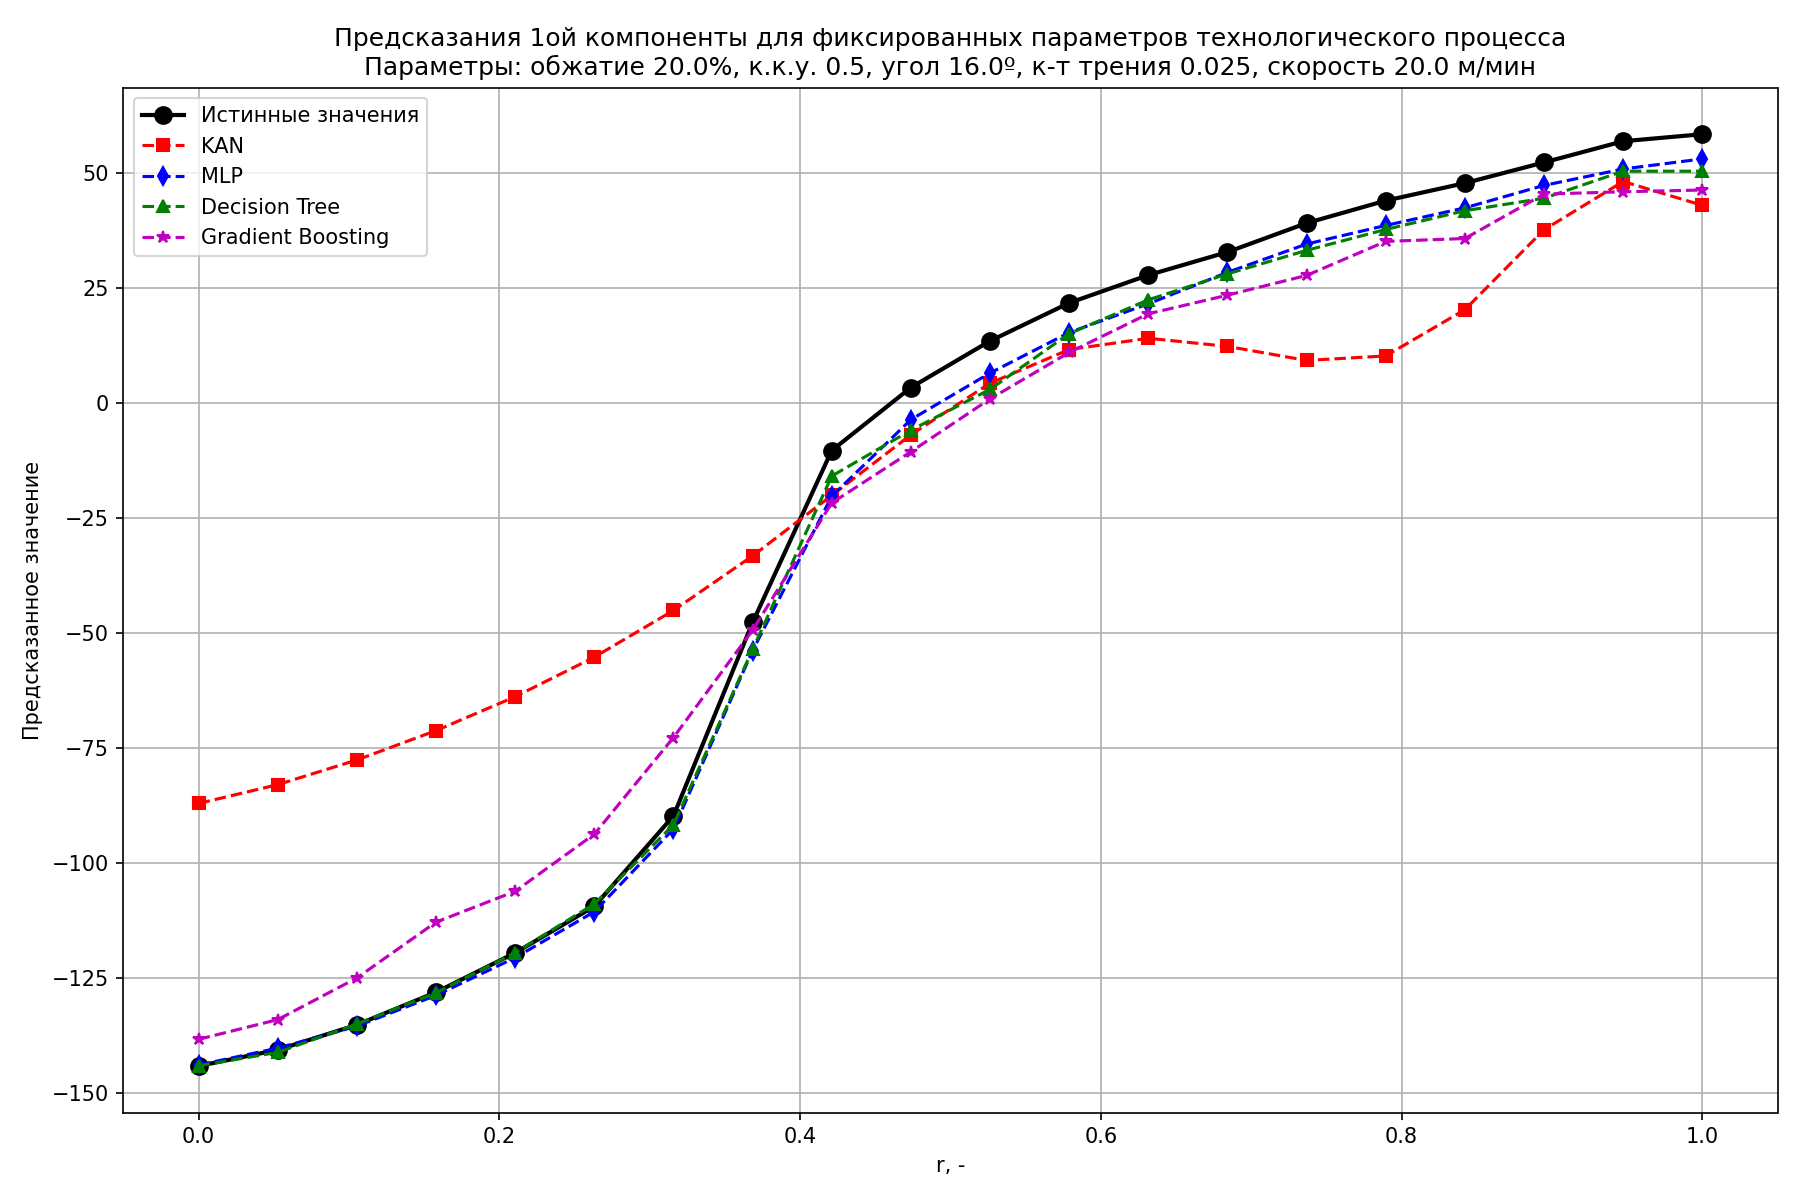 Предсказания 1ой компоненты для фиксированных параметров технологического процесса
Параметры: обжатие 20.0%, к.к.у. 0.5, угол 16.0º, к-т трения 0.025, скорость 20.0 м/мин
Истинные значения
KAN
MLP
Decision Tree
Gradient Boosting
Предсказанное значение
50
25
0
−25
−50
−75
−100
−125
−150
0.0
0.2
0.4
0.6
0.8
1.0
r, -